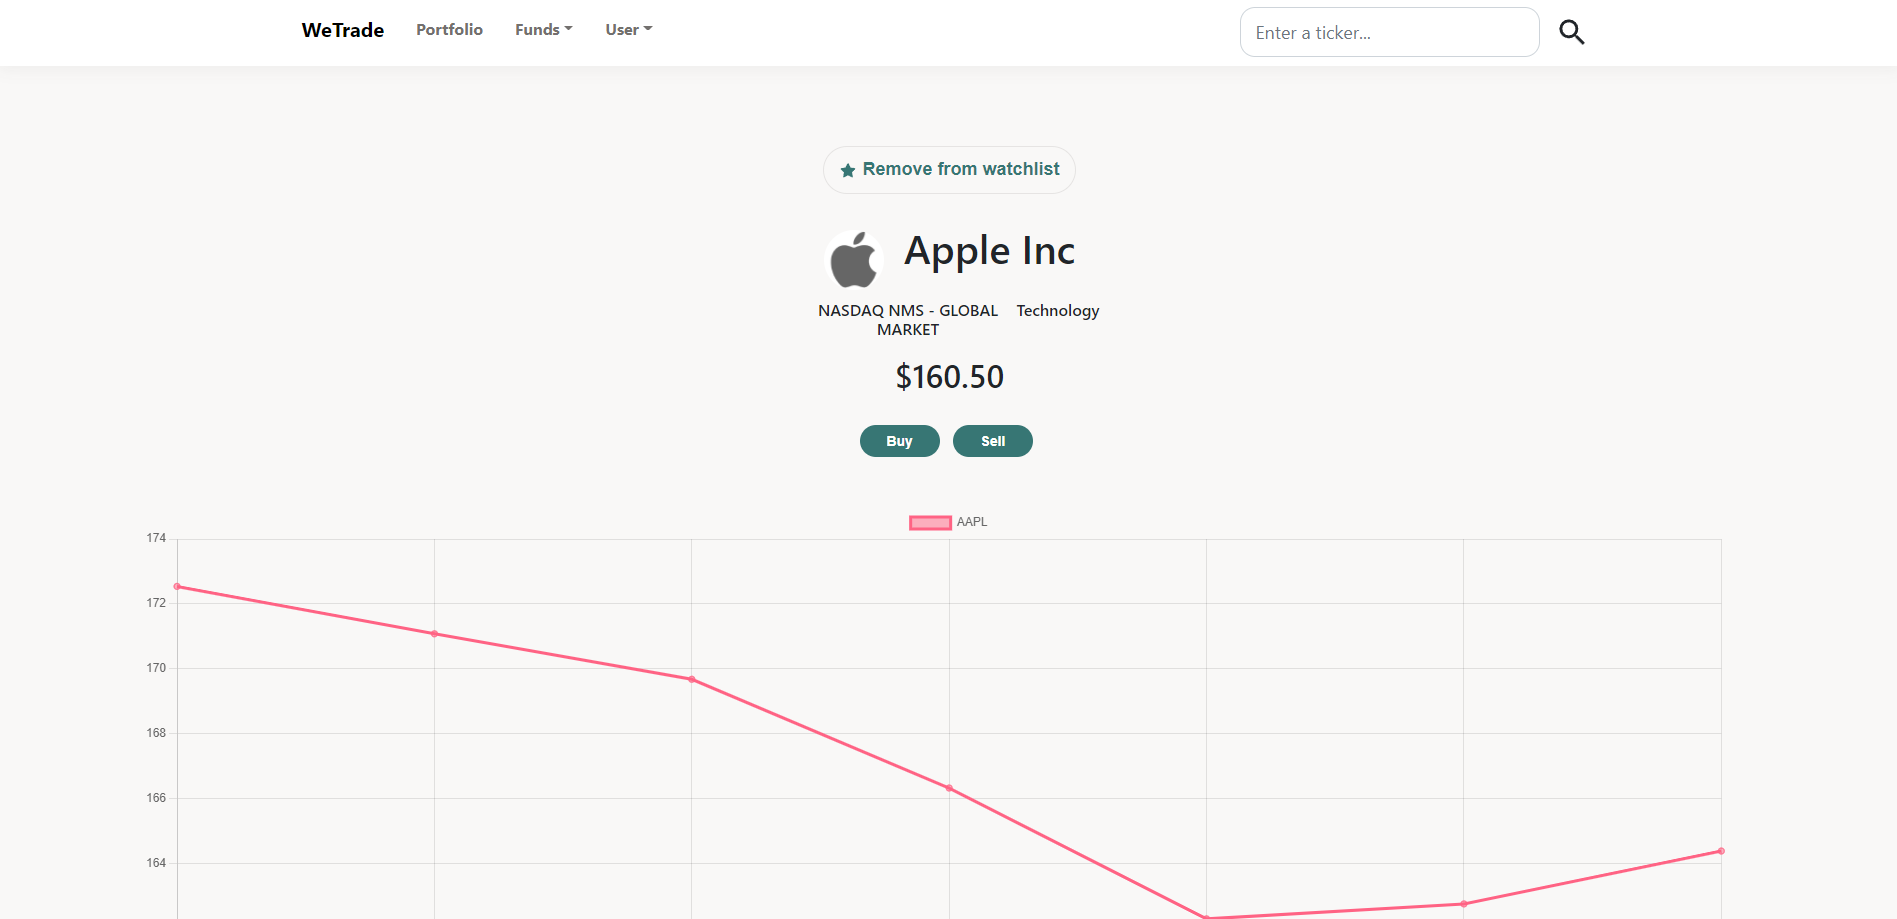 WeTrade Portfolio Funds User Enter a ticker...
Remove from watchlist
Apple Inc
NASDAQ NMS - GLOBAL Technology
MARKET
$160.50
Buy Sell
AAPL
174
172
170
168
166
164